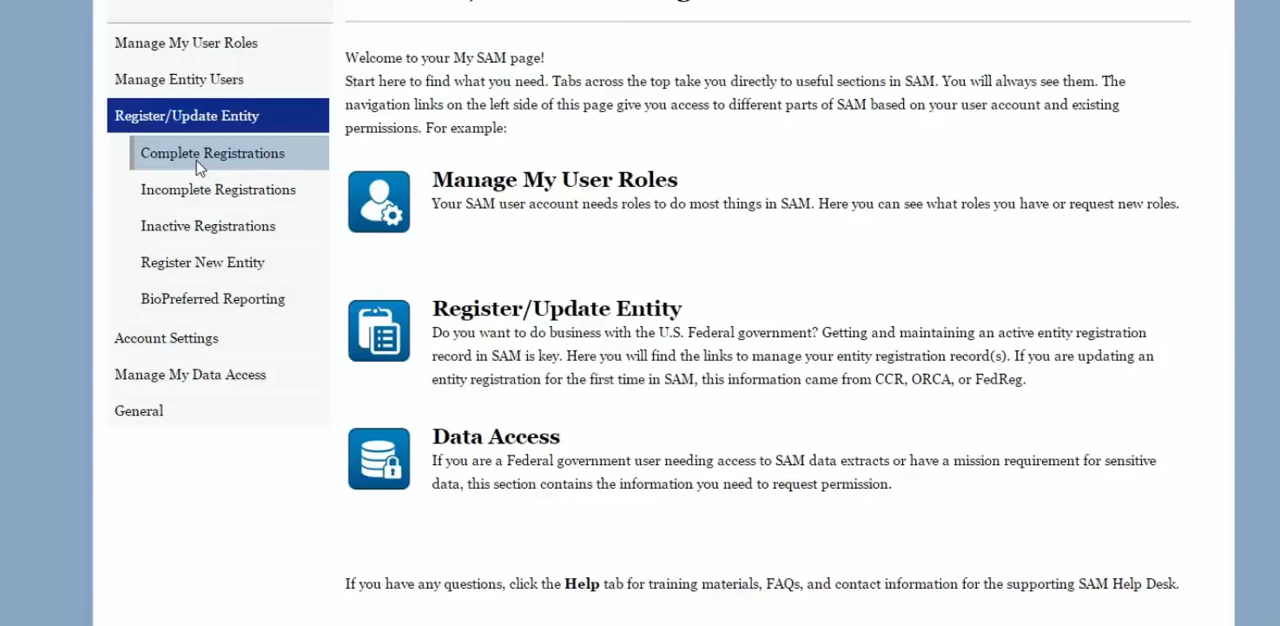 Manage My User Roles
Manage Entity Users
Register/Update Entity
Complete Registrations
Incomplete Registrations
Inactive Registrations
Register New Entity
BioPreferred Reporting
Account Settings
Manage My Data Access
General
Welcome to your My SAM page!
Start here to find what you need. Tabs across the top take you directly to useful sections in SAM. You will always see them. The
navigation links on the left side of this page give you access to different parts of SAM based on your user account and existing
permissions. For example:
Manage My User Roles
Your SAM user account needs roles to do most things in SAM. Here you can see what roles you have or request new roles.
Register/Update Entity
Do you want to do business with the U.S. Federal government? Getting and maintaining an active entity registration
record in SAM is key. Here you will find the links to manage your entity registration record(s). If you are updating an
entity registration for the first time in SAM, this information came from CCR, ORCA, or FedReg.
Data Access
If you are a Federal government user needing access to SAM data extracts or have a mission requirement for sensitive
data, this section contains the information you need to request permission.
If you have any questions, click the Help tab for training materials, FAQs, and contact information for the supporting SAM Help Desk.